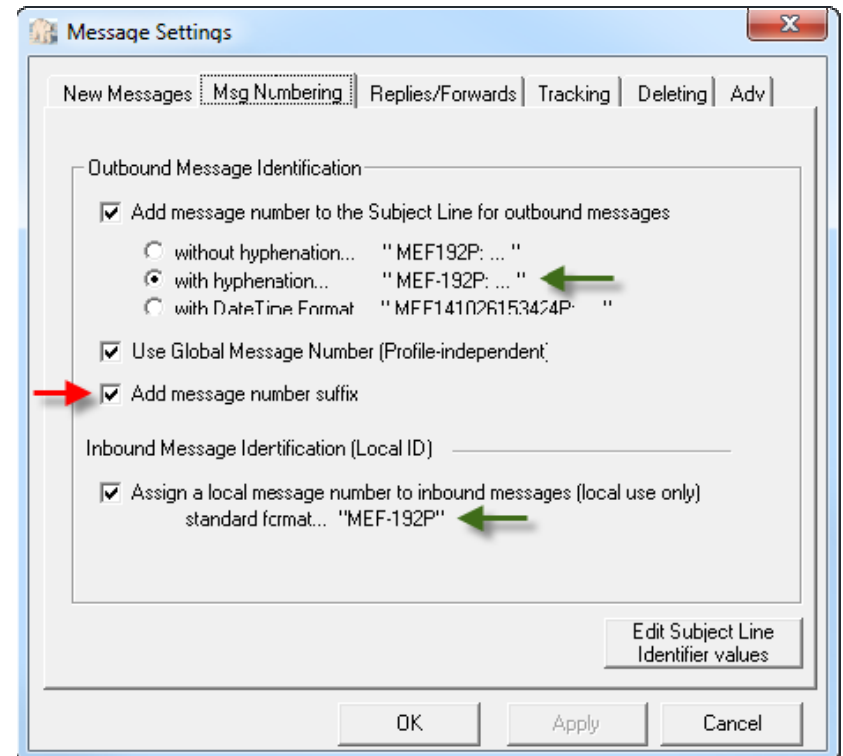 Message Settings
New Messages Msg Numbering Replies/Forwards Tracking Deleting Adv
Outbound Message Identification
Add message number to the Subject Line for outbound messages
without hyphenation... " MEF192P: ... "
with hyphenation... " MEF-192P: ... "
with DateTime Format " MEF141026153424P: "
Use Global Message Number (Profile-independent)
Add message number suffix
Inbound Message Identification (Local ID)
Assign a local message number to inbound messages (local use only)
standard format... "MEF-192P"
Edit Subject Line
Identifier values
OK Apply Cancel